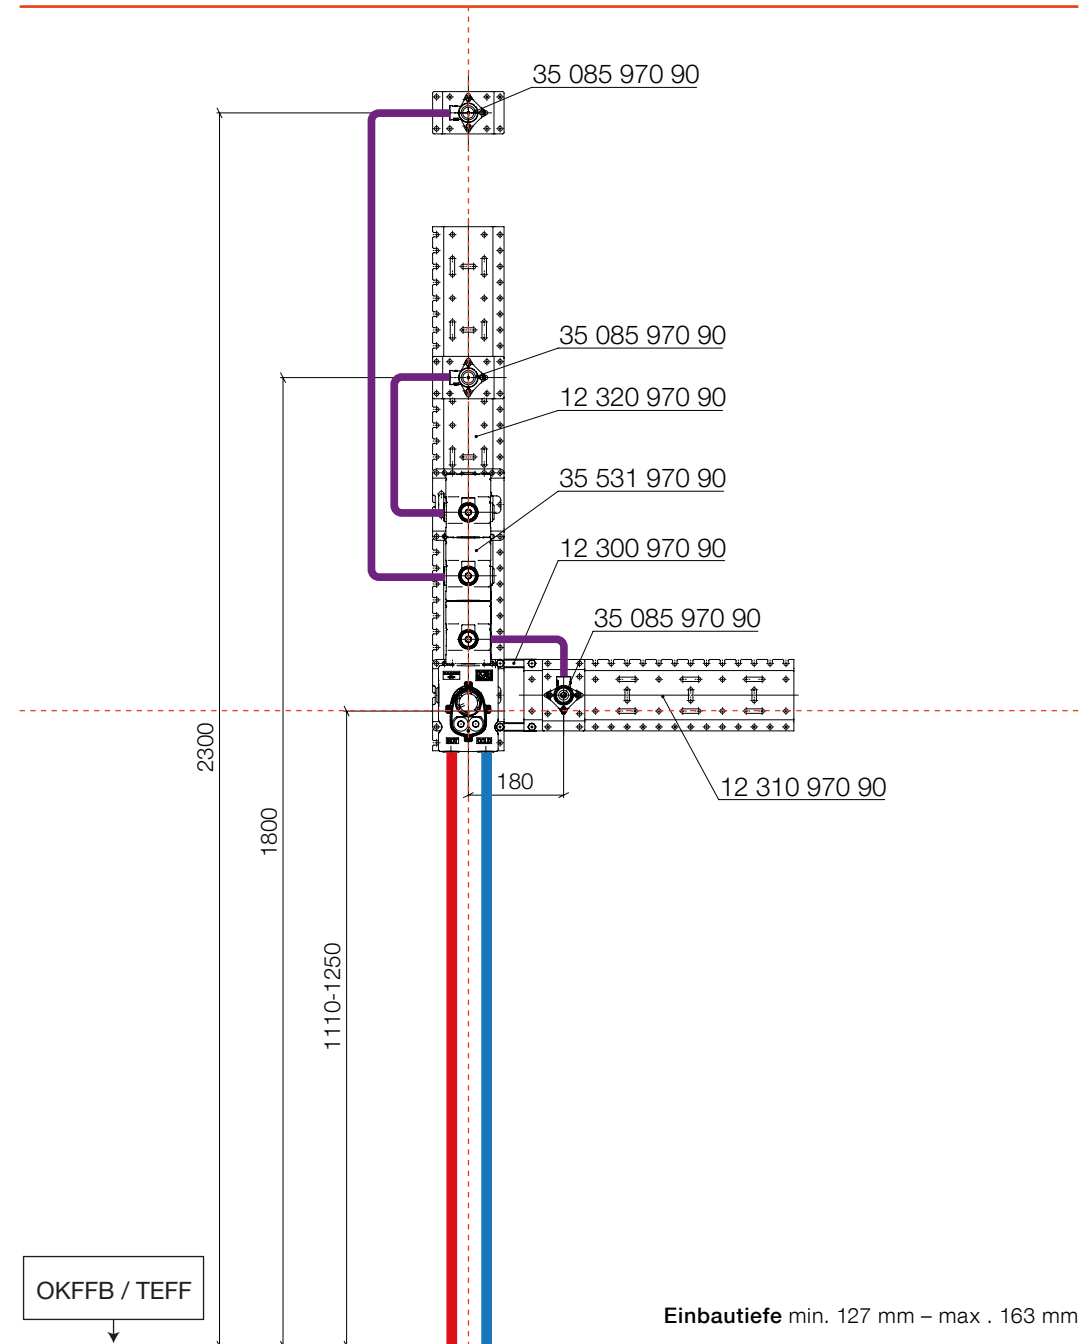 35 085 970 90
35 085 970 90
12 320 970 90
35 531 970 90
12 300 970 90
35 085 970 90
HOT
COLD
180
12 310 970 90
2300
1800
1110-1250
OKFFB / TEFF
Einbautiefe min. 127 mm – max . 163 mm